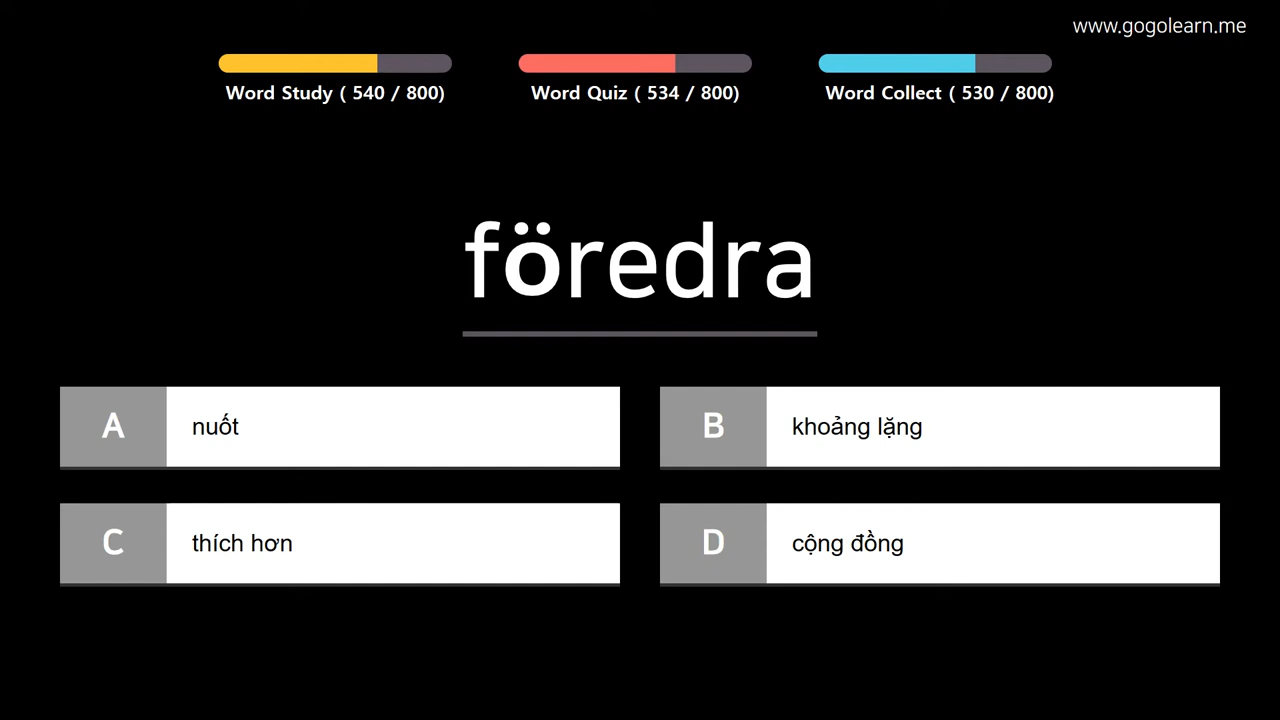 www.gogolearn.me
Word Study ( 540 / 800)
Word Quiz ( 534 / 800)
Word Collect ( 530 / 800)
föredra
A nuốt
B khoảng lặng
C thích hơn
D cộng đồng